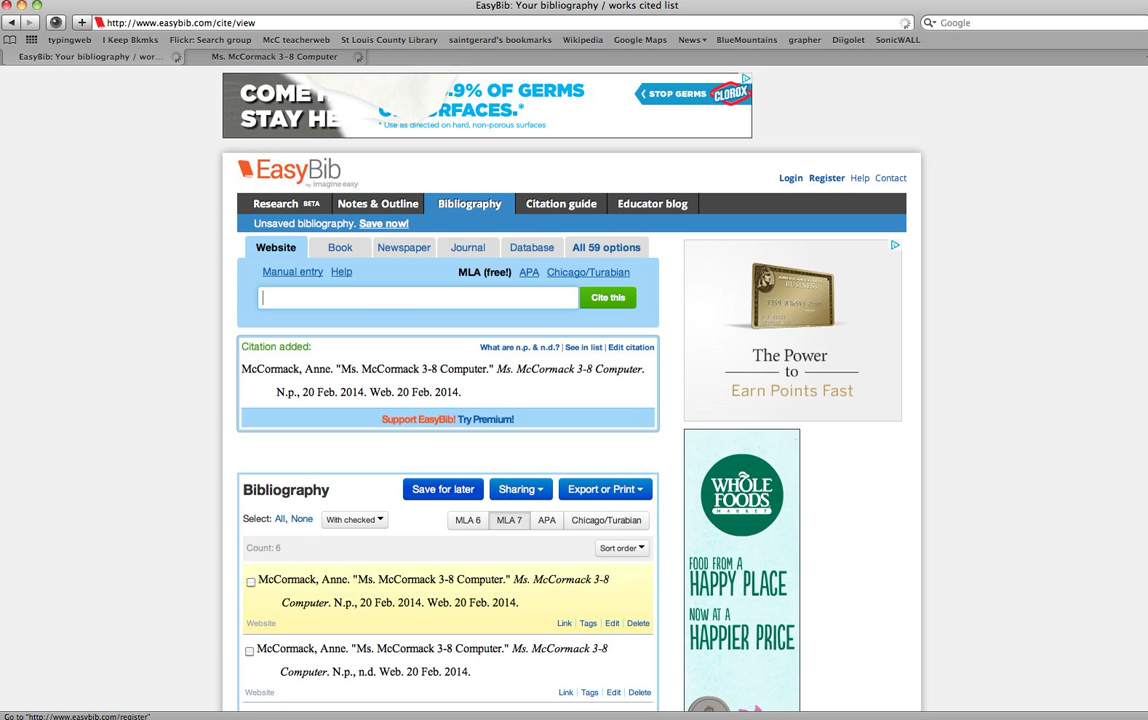 EasyBib: Your bibliography / works cited list
http://www.easybib.com/cite/view
Google
typingweb I Keep Bkmks Flickr: Search group McC teacherweb St Louis County Library saintgerard's bookmarks Wikipedia Google Maps News BlueMountains grapher Diigolet SonicWALL
EasyBib: Your bibliography / wor... Ms. McCormack 3-8 Computer
STAY
.9% OF GERMS
* Use as directed on hard, non-porous surfaces
STOP GERMS CLOROX
EasyBib
by imagine easy
Login Register Help Contact
Research BETA Notes & Outline Bibliography Citation guide Educator blog
Unsaved bibliography. Save now!
Website Book Newspaper Journal Database All 59 options
Manual entry Help MLA (free!) APA Chicago/Turabian
Cite this
Citation added: What are n.p. & n.d.? | See in list | Edit citation
McCormack, Anne. "Ms. McCormack 3-8 Computer." Ms. McCormack 3-8 Computer.
N.p., 20 Feb. 2014. Web. 20 Feb. 2014.
Support EasyBib! Try Premium!
Bibliography Save for later Sharing Export or Print
Select: All, None With checked MLA 6 MLA 7 APA Chicago/Turabian
Count: 6 Sort order
McCormack, Anne. "Ms. McCormack 3-8 Computer." Ms. McCormack 3-8
Computer. N.p., 20 Feb. 2014. Web. 20 Feb. 2014.
Website Link | Tags | Edit | Delete
McCormack, Anne. "Ms. McCormack 3-8 Computer." Ms. McCormack 3-8
Computer. N.p., n.d. Web. 20 Feb. 2014.
Website Link | Tags | Edit | Delete
AMERICAN EXPRESS
BUSINESS
The Power
to
Earn Points Fast
WHOLE
FOODS
MARKET
FOOD FROM A
HAPPY PLACE
NOW AT A
HAPPIER PRICE
Go to "http://www.easybib.com/register"